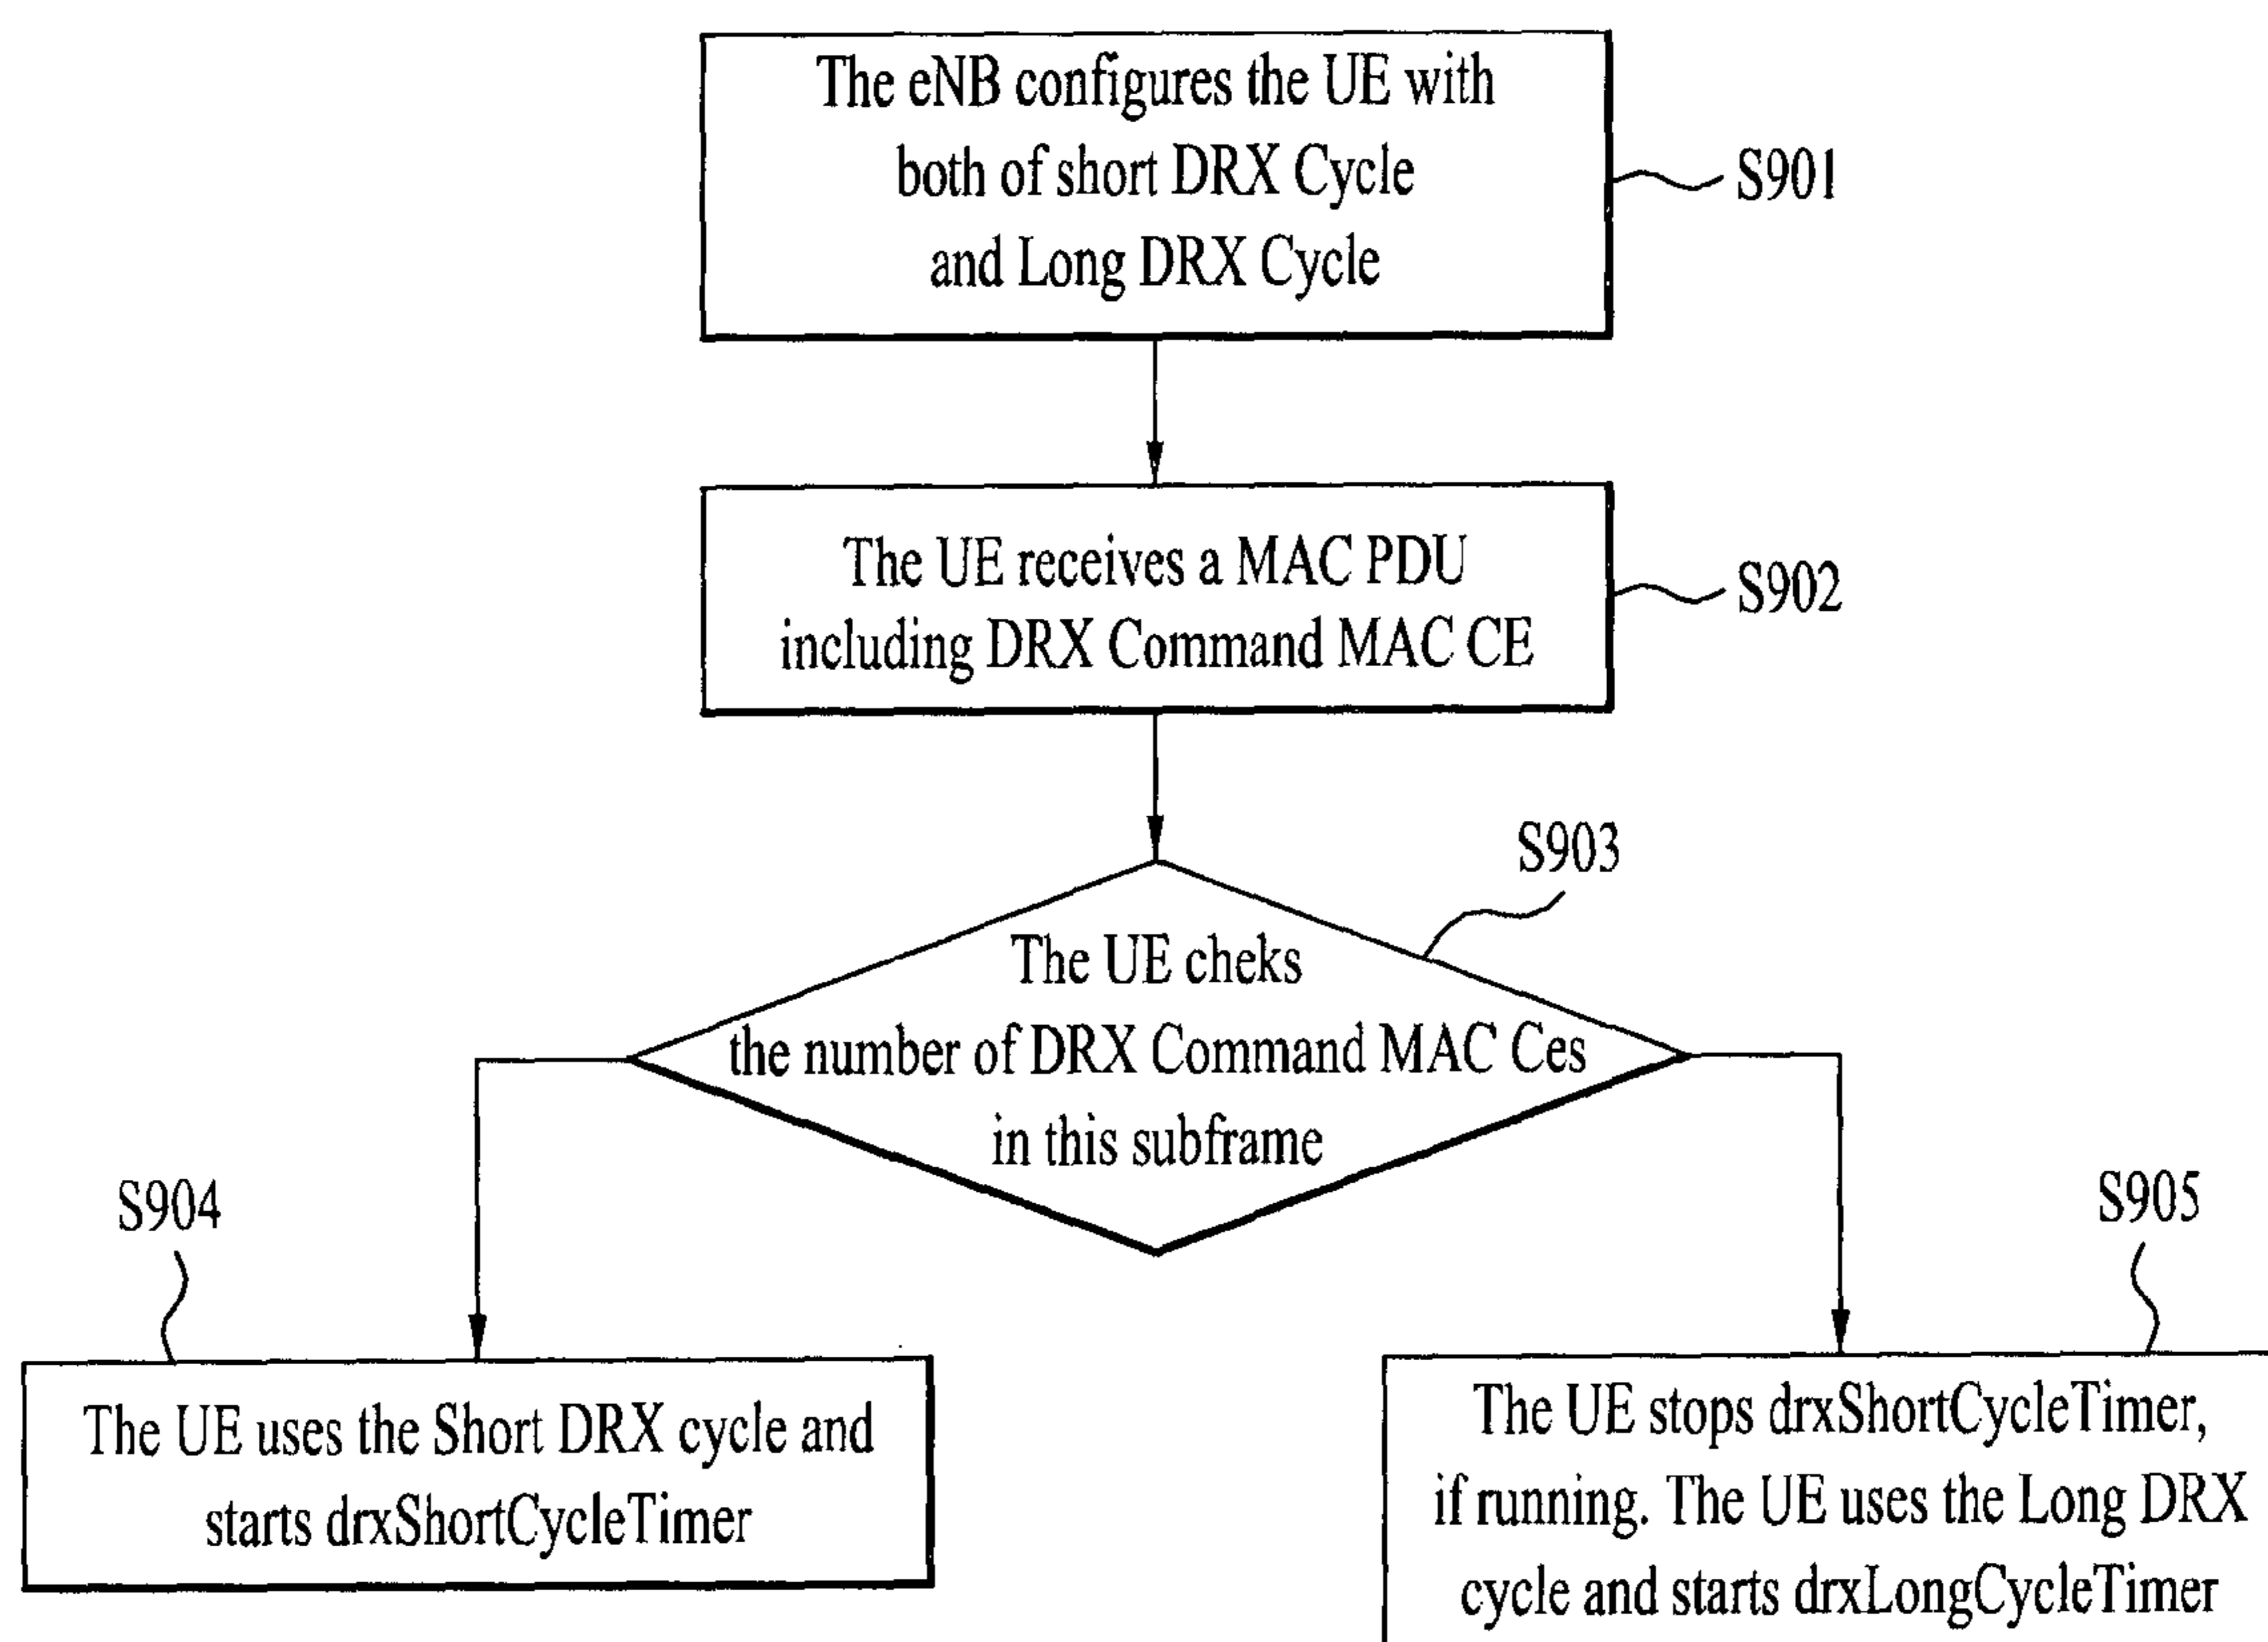 The eNB configures the UE with
both of short DRX Cycle
and Long DRX Cycle
S901
The UE receives a MAC PDU
including DRX Command MAC CE
S902
S903
The UE cheks
the number of DRX Command MAC Ces
in this subframe
S904
S905
The UE uses the Short DRX cycle and
starts drxShortCycleTimer
The UE stops drxShortCycleTimer,
if running. The UE uses the Long DRX
cycle and starts drxLongCycleTimer